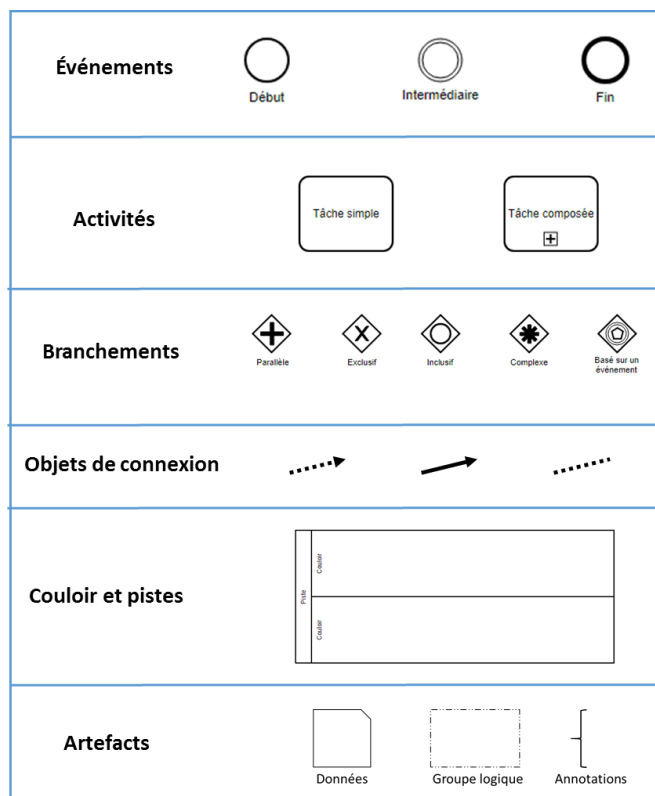 Événements
Début
Intermédiaire
Fin
Activités
Tâche simple
Tâche composée
Branchements
Parallèle
Exclusif
Inclusif
Complexe
Basé sur un
événement
Objets de connexion
Couloir et pistes
Piste
Couloir
Couloir
Artefacts
Données
Groupe logique
Annotations